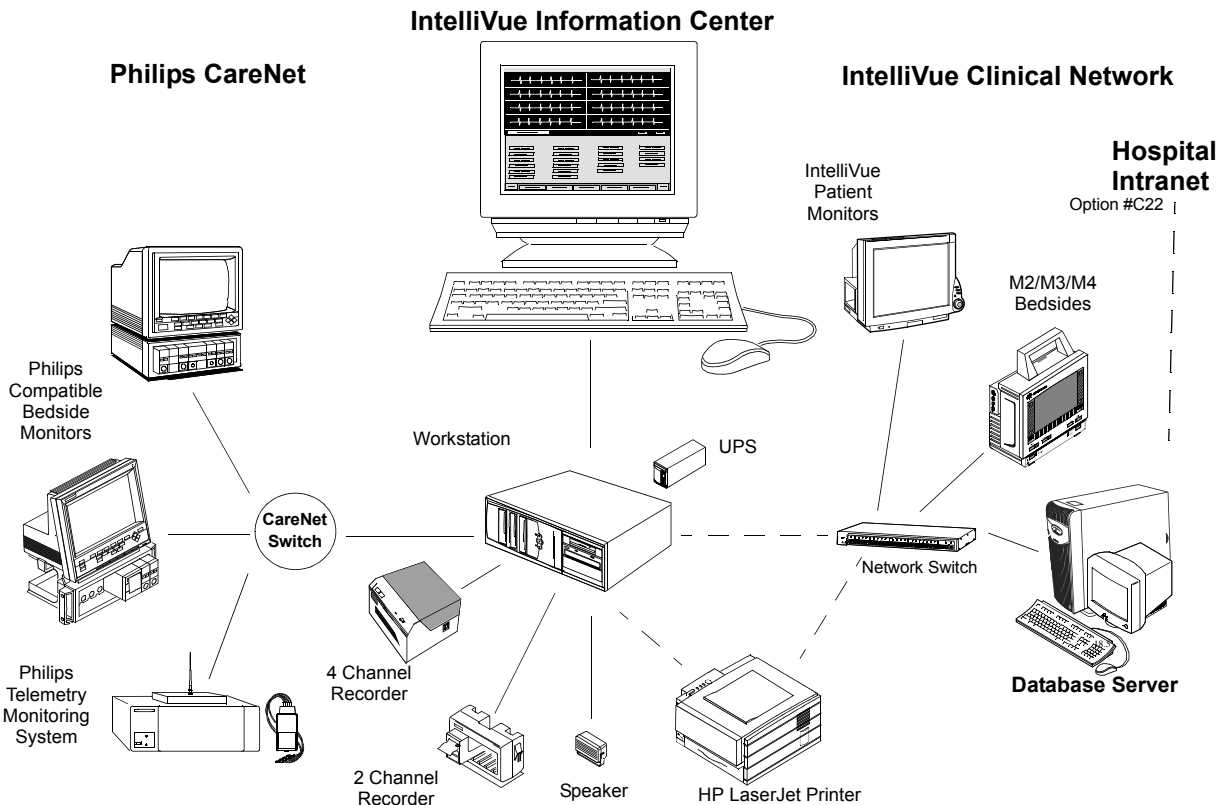 IntelliVue Information Center
Philips CareNet
IntelliVue Clinical Network
Hospital
Intranet
Option #C22
IntelliVue
Patient
Monitors
M2/M3/M4
Bedsides
Philips
Compatible
Bedside
Monitors
Workstation
UPS
CareNet
Switch
Network Switch
4 Channel
Recorder
Philips
Telemetry
Monitoring
System
Database Server
2 Channel
Recorder
Speaker
HP LaserJet Printer